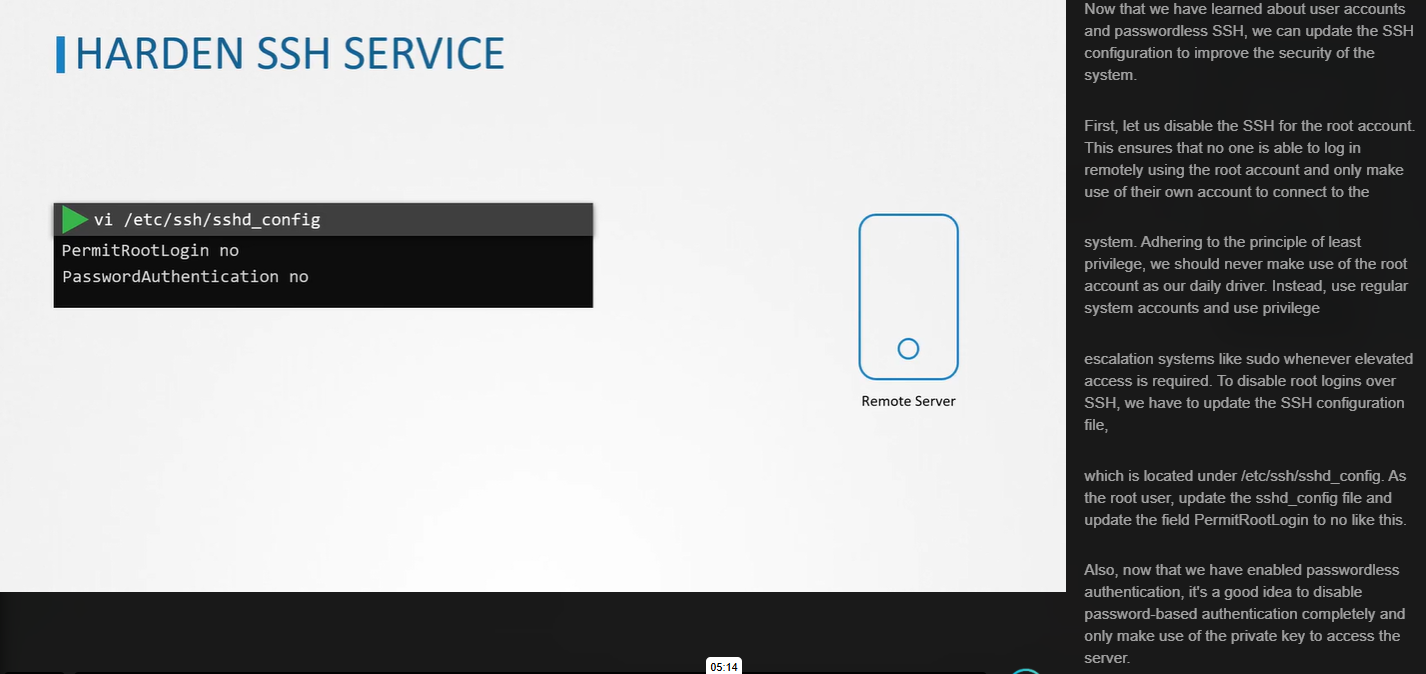 HARDEN SSH SERVICE
vi /etc/ssh/sshd_config
PermitRootLogin no
PasswordAuthentication no
Remote Server
05:14
Now that we have learned about user accounts
and passwordless SSH, we can update the SSH
configuration to improve the security of the
system.
First, let us disable the SSH for the root account.
This ensures that no one is able to log in
remotely using the root account and only make
use of their own account to connect to the
system. Adhering to the principle of least
privilege, we should never make use of the root
account as our daily driver. Instead, use regular
system accounts and use privilege
escalation systems like sudo whenever elevated
access is required. To disable root logins over
SSH, we have to update the SSH configuration
file,
which is located under /etc/ssh/sshd_config. As
the root user, update the sshd_config file and
update the field PermitRootLogin to no like this.
Also, now that we have enabled passwordless
authentication, it's a good idea to disable
password-based authentication completely and
only make use of the private key to access the
server.